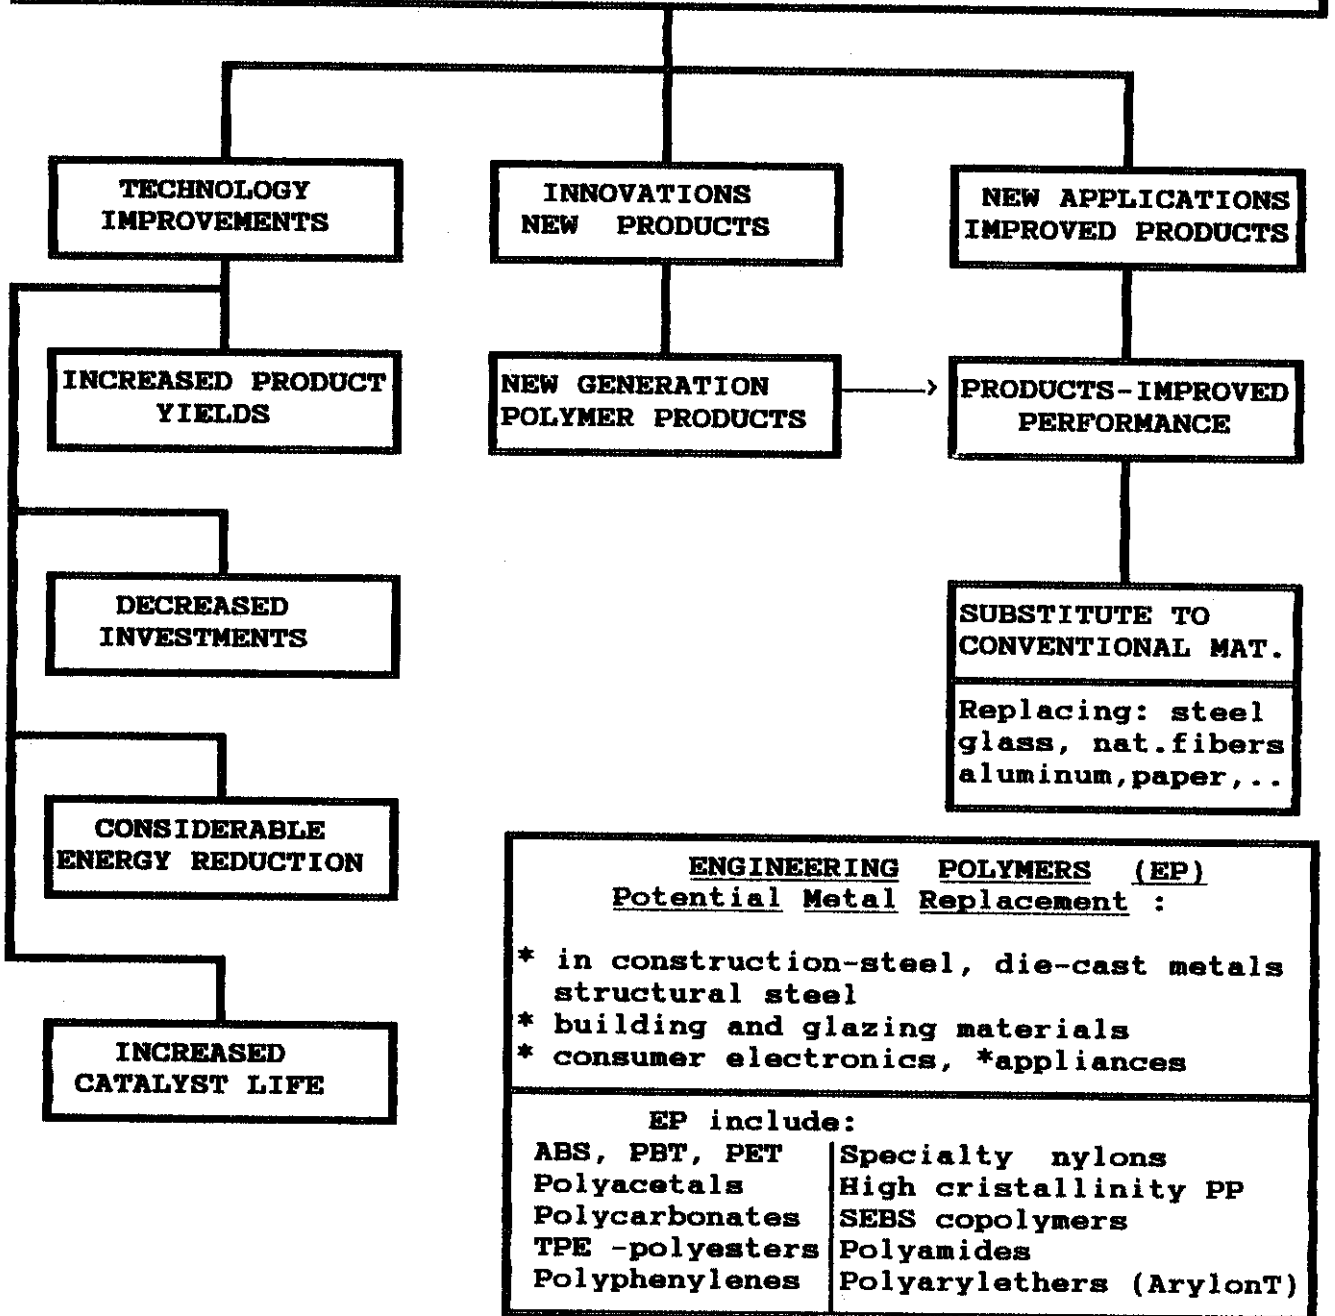 TECHNOLOGY
IMPROVEMENTS
INNOVATIONS
NEW PRODUCTS
NEW APPLICATIONS
IMPROVED PRODUCTS
INCREASED PRODUCT
YIELDS
NEW GENERATION
POLYMER PRODUCTS
PRODUCTS-IMPROVED
PERFORMANCE
DECREASED
INVESTMENTS
SUBSTITUTE TO
CONVENTIONAL MAT.
Replacing: steel
glass, nat.fibers
aluminum,paper,..
CONSIDERABLE
ENERGY REDUCTION
INCREASED
CATALYST LIFE
ENGINEERING POLYMERS (EP)
Potential Metal Replacement :
* in construction-steel, die-cast metals
structural steel
* building and glazing materials
* consumer electronics, *appliances
EP include:
ABS, PBT, PET
Polyacetals
Polycarbonates
TPE -polyesters
Polyphenylenes
Specialty nylons
High cristallinity PP
SEBS copolymers
Polyamides
Polyarylethers (ArylonT)